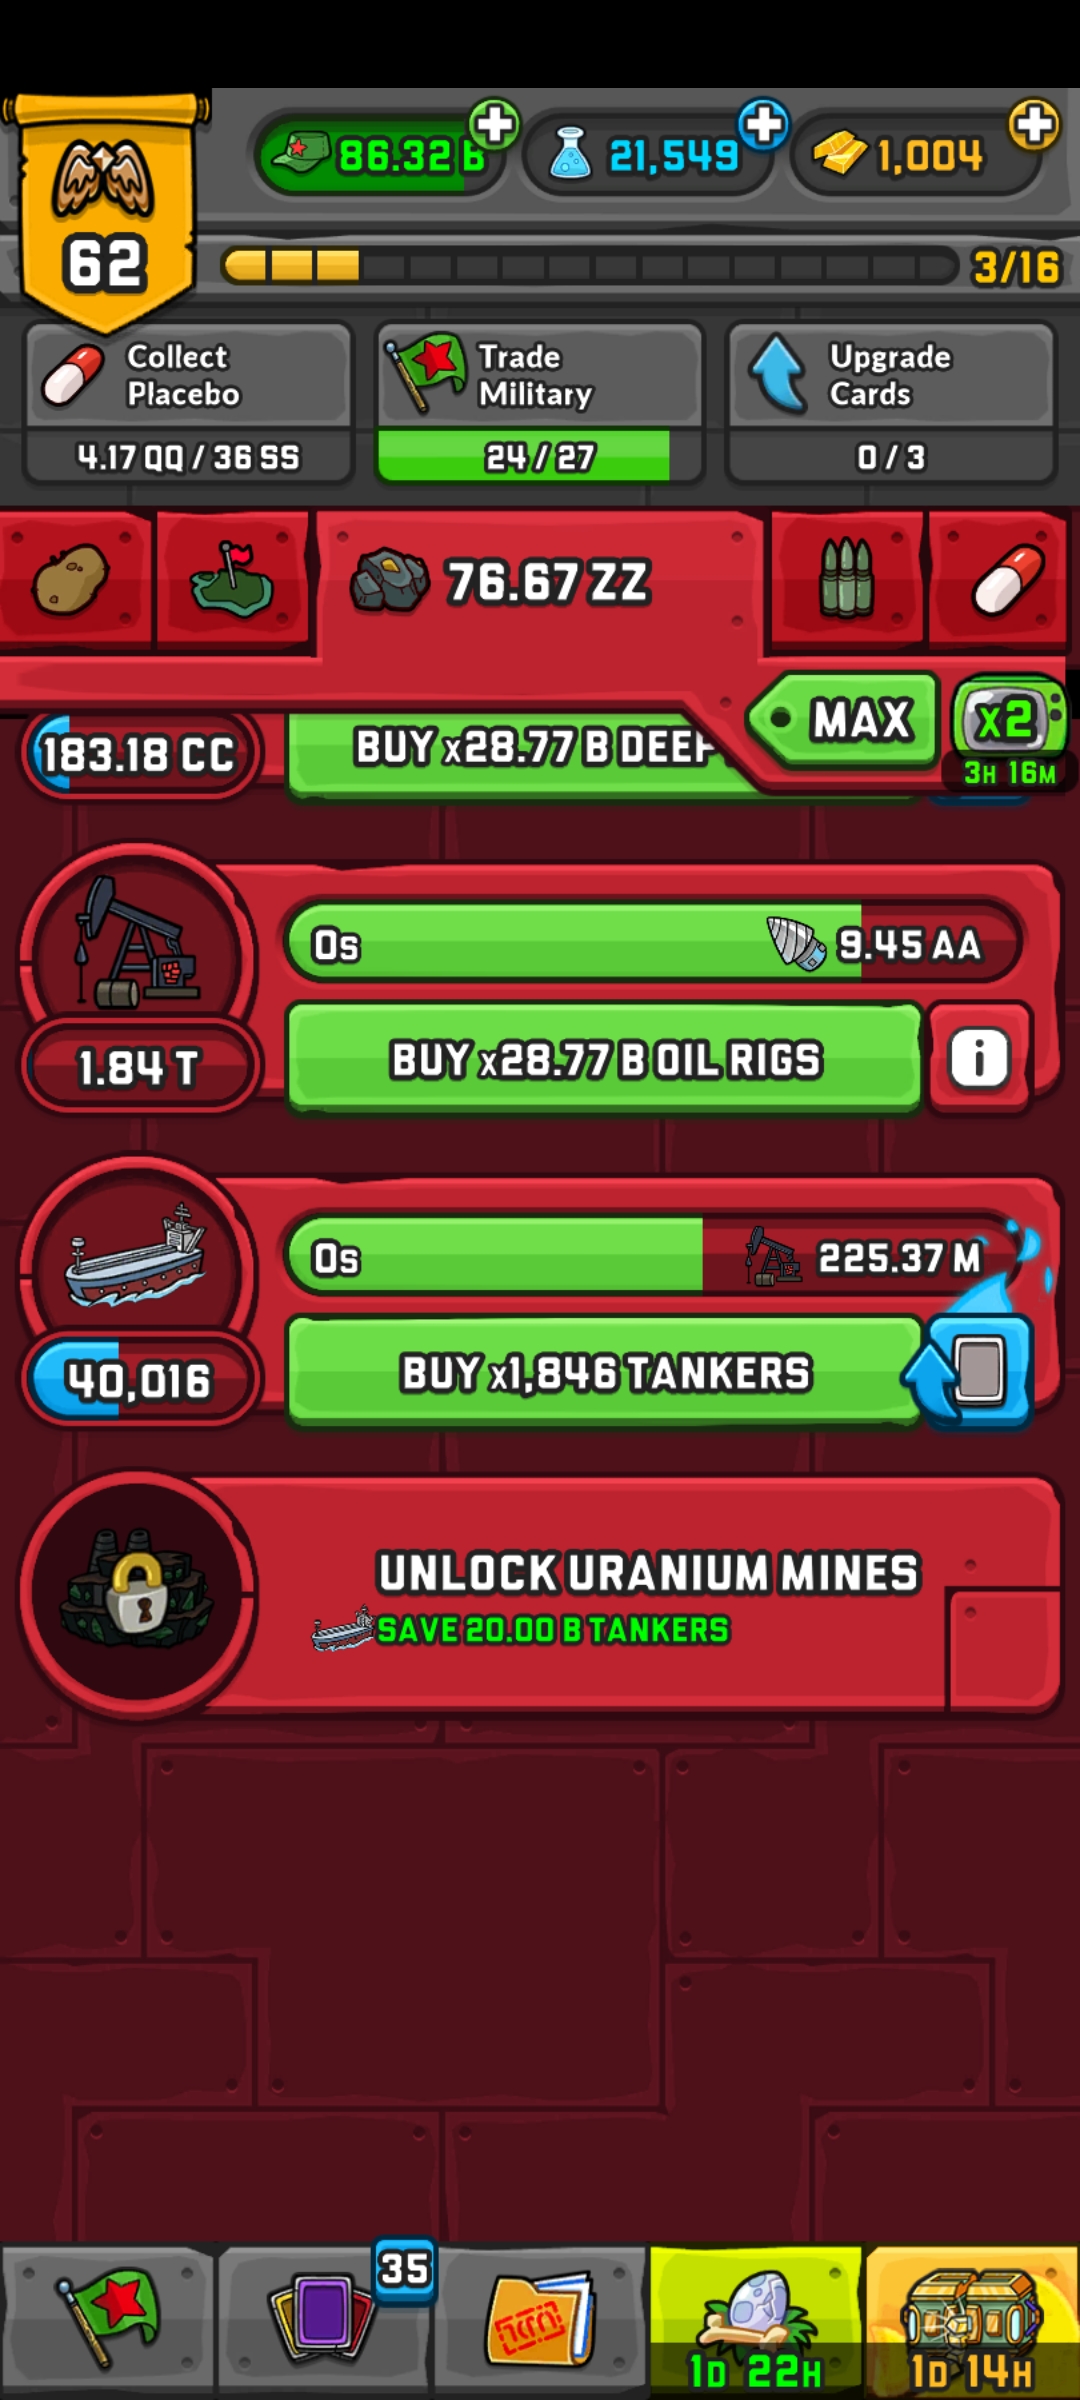 86.32 B
21,549
1,004
62
3/16
Collect
Placebo
4.17 QQ / 36 SS
Trade
Military
24 / 27
Upgrade
Cards
0 / 3
76.67 ZZ
MAX
x2
3H 16M
183.18 CC
BUY x28.77 B DEEP
0s
9.45 AA
1.84 T
BUY x28.77 B OIL RIGS
i
0s
225.37 M
40,016
BUY x1,846 TANKERS
UNLOCK URANIUM MINES
SAVE 20.00 B TANKERS
35
1D 22H
1D 14H